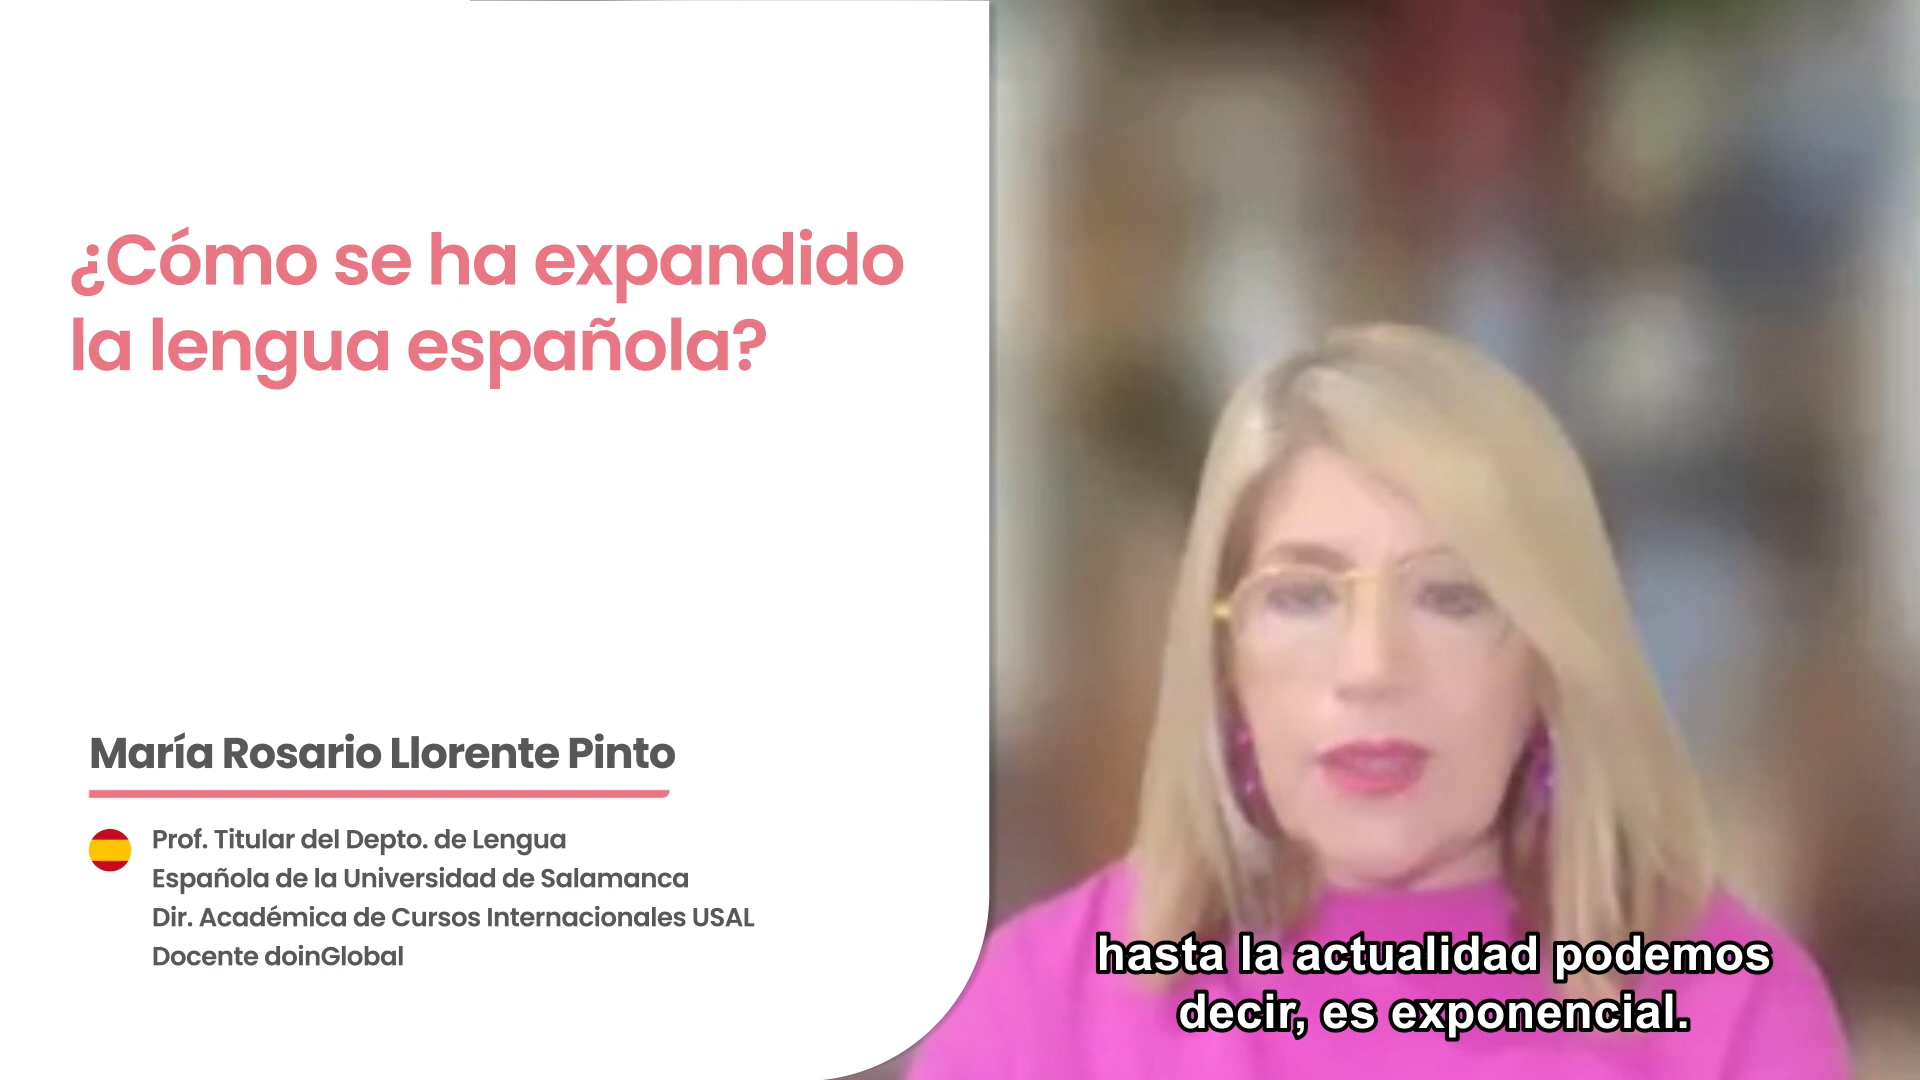 ¿Cómo se ha expandido
la lengua española?
María Rosario Llorente Pinto
Prof. Titular del Depto. de Lengua
Española de la Universidad de Salamanca
Dir. Académica de Cursos Internacionales USAL
Docente doinGlobal
hasta la actualidad podemos
decir, es exponencial.